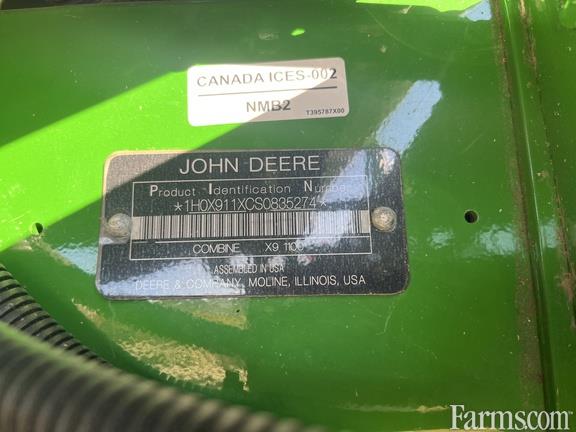 CANADA ICES-002
NMB2
T395787X00
JOHN DEERE
Product Identification Number
*1H0X911XCS0835274*
COMBINE X9 1100
ASSEMBLED IN USA
DEERE & COMPANY, MOLINE, ILLINOIS, USA
Farms.com